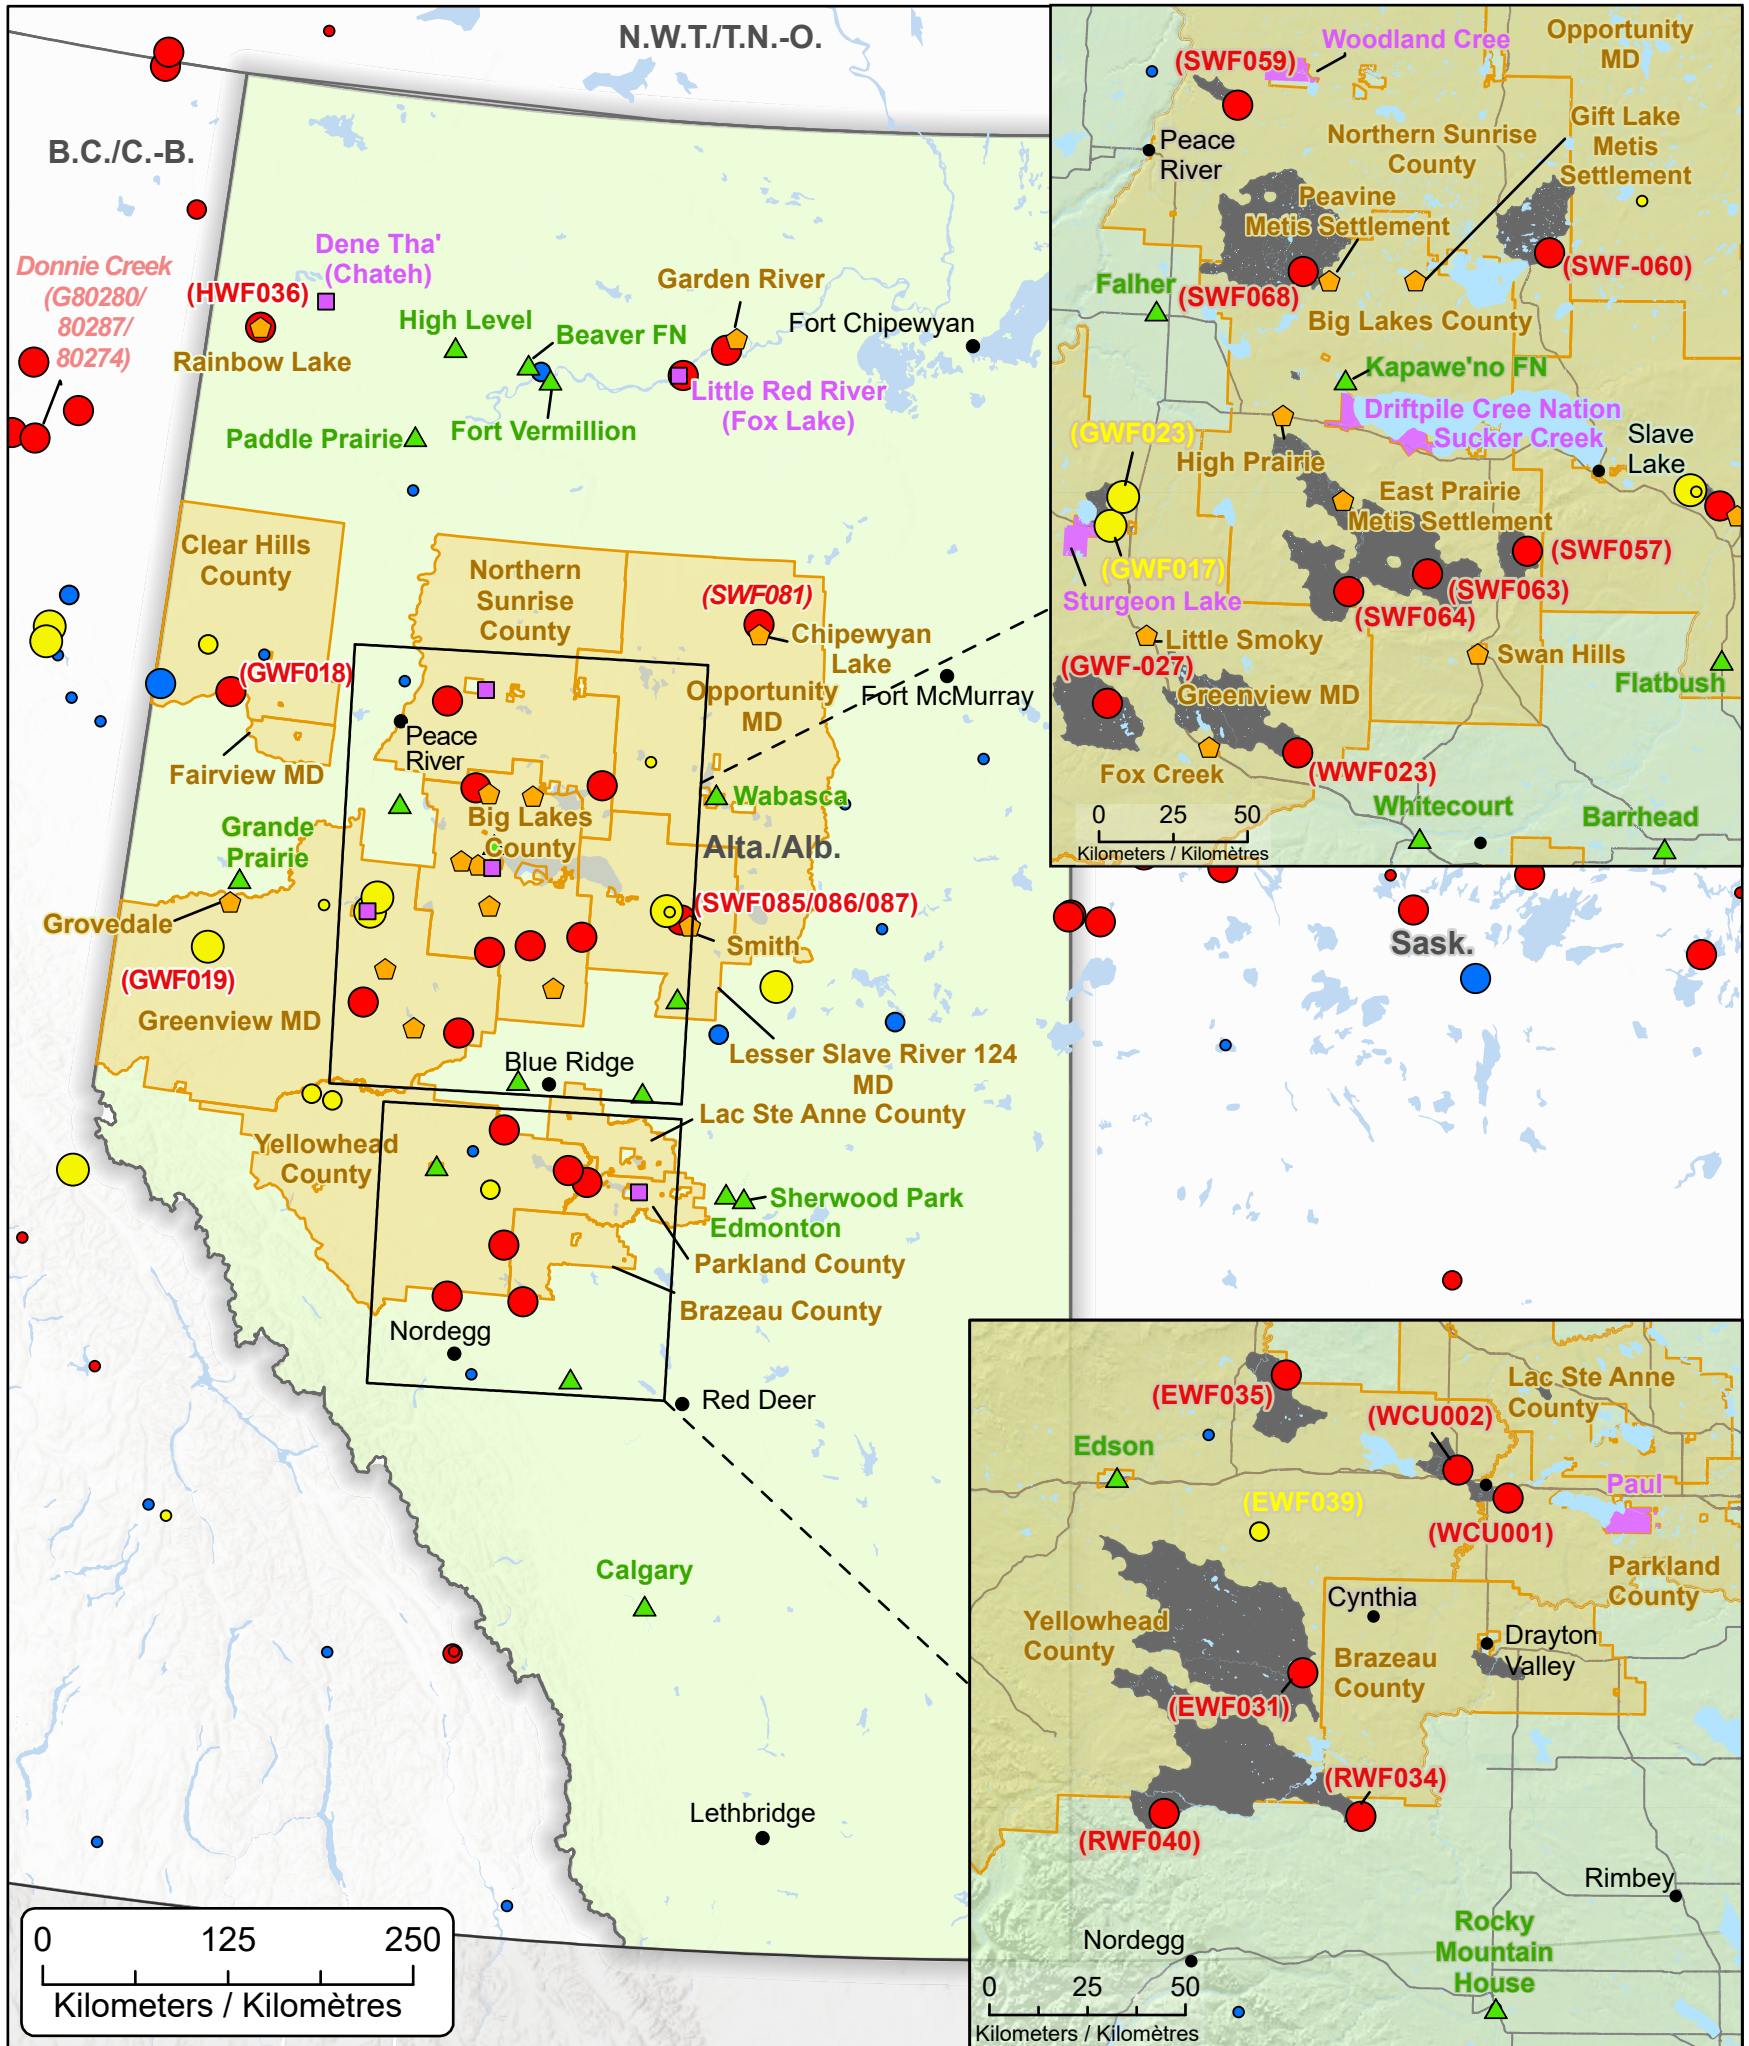 N.W.T./T.N.-O.
B.C./C.-B.
Donnie Creek
(G80280/
80287/
80274)
Dene Tha'
(Chateh)
(HWF036)
Rainbow Lake
High Level
Beaver FN
Garden River
Fort Chipewyan
Little Red River
(Fox Lake)
Fort Vermillion
Paddle Prairie
Clear Hills
County
Northern
Sunrise
County
(SWF081)
Chipewyan
Lake
(GWF018)
Opportunity
MD
Fort McMurray
Peace
River
Fairview MD
Wabasca
Big Lakes
County
Grande
Prairie
Alta./Alb.
Grovedale
(SWF085/086/087)
Smith
(GWF019)
Greenview MD
Lesser Slave River 124
MD
Blue Ridge
Lac Ste Anne County
Yellowhead
County
Sherwood Park
Edmonton
Parkland County
Brazeau County
Nordegg
Red Deer
Calgary
Lethbridge
Sask.
0 125 250
Kilometers / Kilomètres
Woodland Cree
Opportunity
MD
(SWF059)
Gift Lake
Metis
Settlement
Northern Sunrise
County
Peace
River
Peavine
Metis Settlement
(SWF-060)
Falher
(SWF068)
Big Lakes County
Kapawe'no FN
Driftpile Cree Nation
Sucker Creek
Slave
Lake
(GWF023)
High Prairie
East Prairie
Metis Settlement
(SWF057)
(GWF017)
(SWF063)
Sturgeon Lake
(SWF064)
Little Smoky
Swan Hills
(GWF-027)
Flatbush
Greenview MD
Fox Creek
(WWF023)
Whitecourt
Barrhead
0 25 50
Kilometers / Kilomètres
Lac Ste Anne
County
(EWF035)
(WCU002)
Edson
Paul
(EWF039)
(WCU001)
Parkland
County
Cynthia
Yellowhead
County
Drayton
Valley
Brazeau
County
(EWF031)
(RWF034)
(RWF040)
Rimbey
Rocky
Mountain
House
Nordegg
0 25 50
Kilometers / Kilomètres